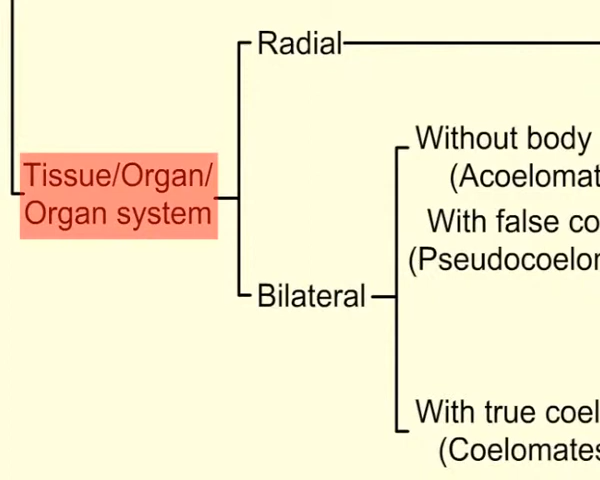 Radial
Tissue/Organ/
Organ system
Without body
(Acoelomat
With false co
(Pseudocoelor
Bilateral
With true coel
(Coelomates